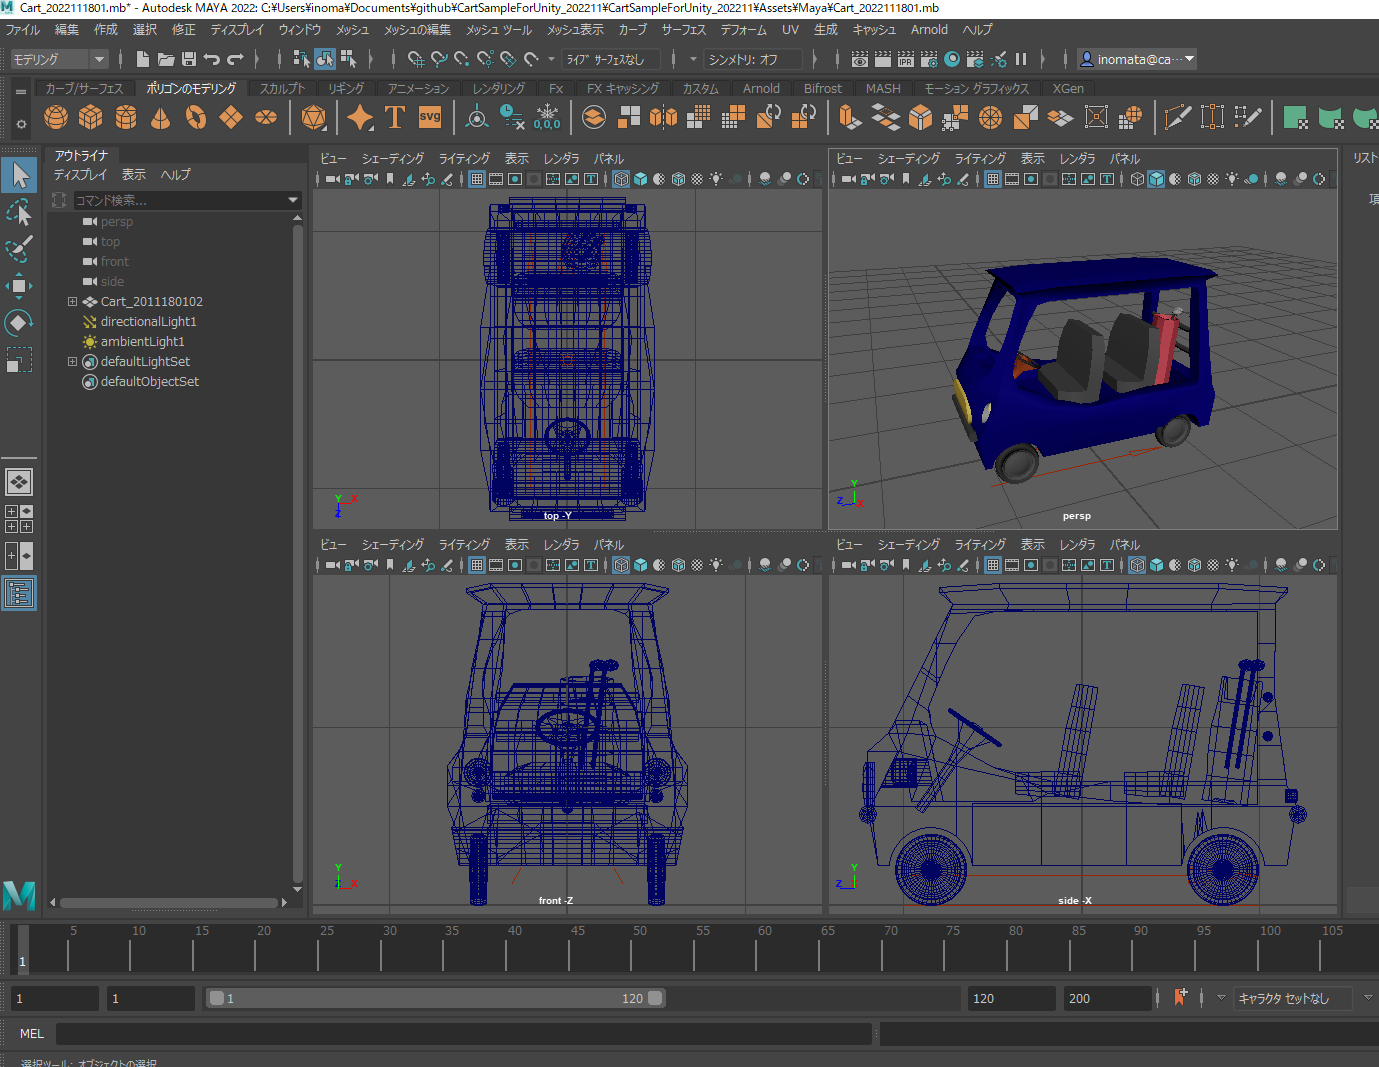 Cart_2022111801.mb* - Autodesk MAYA 2022: C:¥Users¥inoma¥Documents¥github¥CartSampleForUnity_202211¥CartSampleForUnity_202211¥Assets¥Maya¥Cart_2022111801.mb
ファイル 編集 作成 選択 修正 ディスプレイ ウィンドウ メッシュ メッシュの編集 メッシュ ツール メッシュ表示 カーブ サーフェス デフォーム UV 生成 キャッシュ Arnold ヘルプ
モデリング ライブ サーフェスなし シンメトリ: オフ inomata@ca…
カーブ/サーフェス ポリゴンのモデリング スカルプト リギング アニメーション レンダリング Fx FX キャッシング カスタム Arnold Bifrost MASH モーション グラフィックス XGen
T svg 0,0,0
アウトライナ
ディスプレイ 表示 ヘルプ
コマンド検索...
persp
top
front
side
Cart_2011180102
directionalLight1
ambientLight1
defaultLightSet
defaultObjectSet
ビュー シェーディング ライティング 表示 レンダラ パネル
Y X Z
top -Y
ビュー シェーディング ライティング 表示 レンダラ パネル
Y Z X
persp
ビュー シェーディング ライティング 表示 レンダラ パネル
Y Z X
front -Z
ビュー シェーディング ライティング 表示 レンダラ パネル
Y Z
side -X
リスト
項
5 10 15 20 25 30 35 40 45 50 55 60 65 70 75 80 85 90 95 100 105
1
1 1 1 120 120 200 キャラクタ セットなし
MEL
選択ツール: オブジェクトの選択